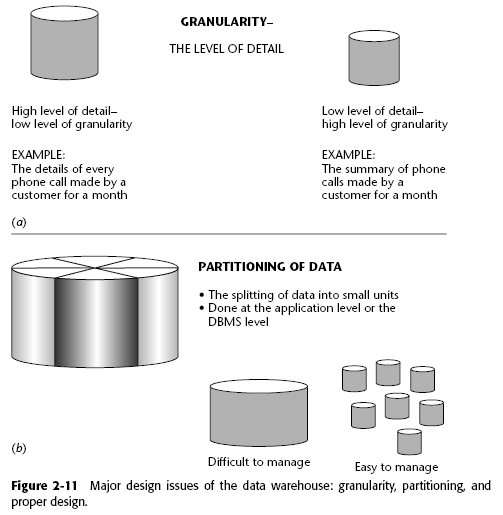 GRANULARITY–
THE LEVEL OF DETAIL
High level of detail–
low level of granularity
EXAMPLE:
The details of every
phone call made by a
customer for a month
Low level of detail–
high level of granularity
EXAMPLE:
The summary of phone
calls made by a
customer for a month
(a)
PARTITIONING OF DATA
• The splitting of data into small units
• Done at the application level or the
DBMS level
Difficult to manage
Easy to manage
(b)
Figure 2-11 Major design issues of the data warehouse: granularity, partitioning, and
proper design.